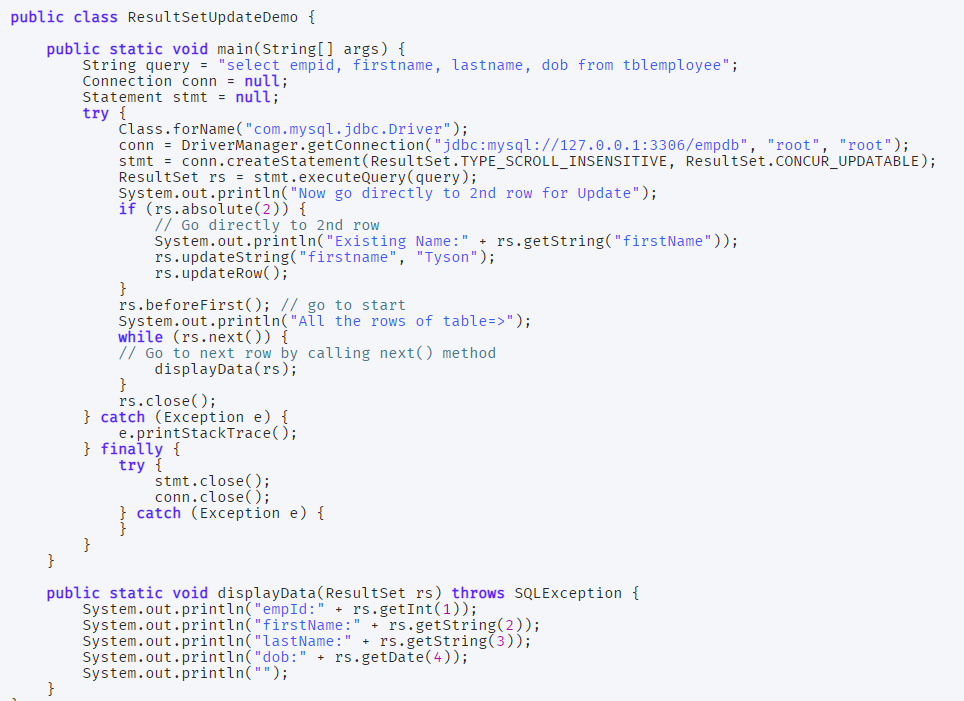 public class ResultSetUpdateDemo {
public static void main(String[] args) {
String query = "select empid, firstname, lastname, dob from tblemployee";
Connection conn = null;
Statement stmt = null;
try {
Class.forName("com.mysql.jdbc.Driver");
conn = DriverManager.getConnection("jdbc:mysql://127.0.0.1:3306/empdb", "root", "root");
stmt = conn.createStatement(ResultSet.TYPE_SCROLL_INSENSITIVE, ResultSet.CONCUR_UPDATABLE);
ResultSet rs = stmt.executeQuery(query);
System.out.println("Now go directly to 2nd row for Update");
if (rs.absolute(2)) {
// Go directly to 2nd row
System.out.println("Existing Name:" + rs.getString("firstName"));
rs.updateString("firstname", "Tyson");
rs.updateRow();
}
rs.beforeFirst(); // go to start
System.out.println("All the rows of table=>");
while (rs.next()) {
// Go to next row by calling next() method
displayData(rs);
}
rs.close();
} catch (Exception e) {
e.printStackTrace();
} finally {
try {
stmt.close();
conn.close();
} catch (Exception e) {
}
}
}
public static void displayData(ResultSet rs) throws SQLException {
System.out.println("empId:" + rs.getInt(1));
System.out.println("firstName:" + rs.getString(2));
System.out.println("lastName:" + rs.getString(3));
System.out.println("dob:" + rs.getDate(4));
System.out.println("");
}